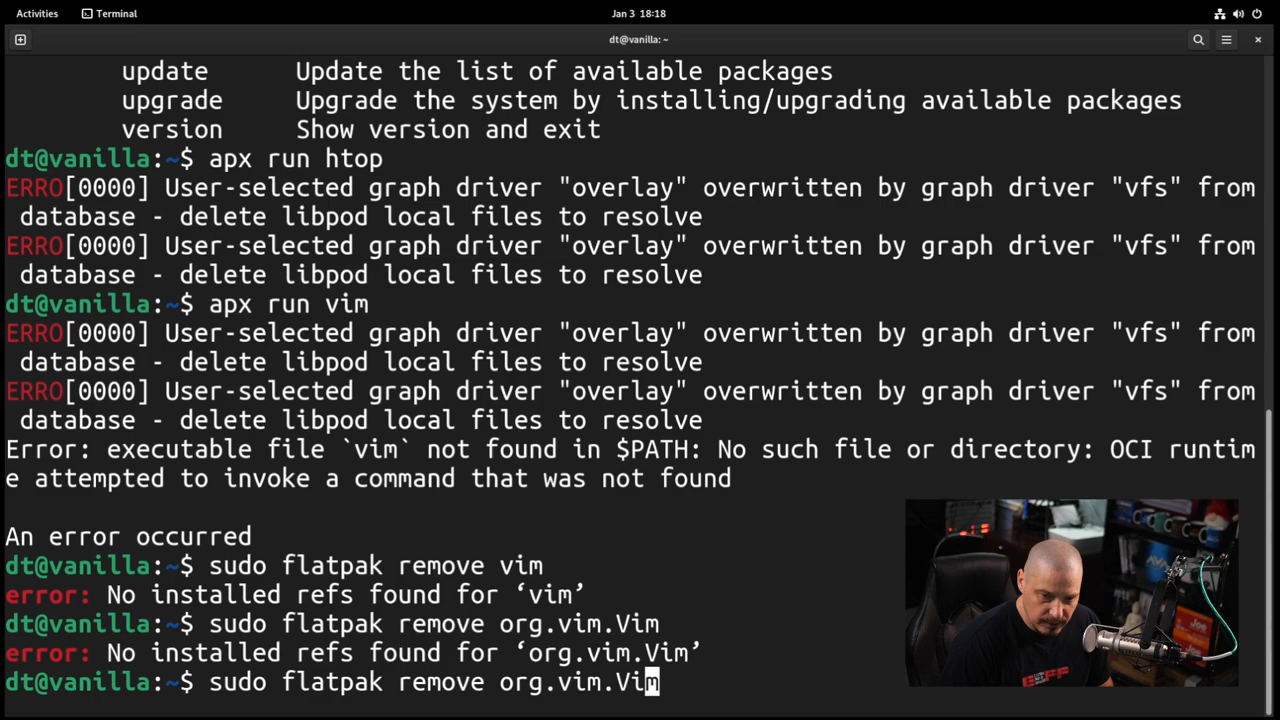 Activities
Terminal
Jan 3 18:18
dt@vanilla: ~
update Update the list of available packages
upgrade Upgrade the system by installing/upgrading available packages
version Show version and exit
dt@vanilla:~$ apx run htop
ERRO[0000] User-selected graph driver "overlay" overwritten by graph driver "vfs" from
database - delete libpod local files to resolve
ERRO[0000] User-selected graph driver "overlay" overwritten by graph driver "vfs" from
database - delete libpod local files to resolve
dt@vanilla:~$ apx run vim
ERRO[0000] User-selected graph driver "overlay" overwritten by graph driver "vfs" from
database - delete libpod local files to resolve
ERRO[0000] User-selected graph driver "overlay" overwritten by graph driver "vfs" from
database - delete libpod local files to resolve
Error: executable file `vim` not found in $PATH: No such file or directory: OCI runtim
e attempted to invoke a command that was not found
An error occurred
dt@vanilla:~$ sudo flatpak remove vim
error: No installed refs found for ‘vim’
dt@vanilla:~$ sudo flatpak remove org.vim.Vim
error: No installed refs found for ‘org.vim.Vim’
dt@vanilla:~$ sudo flatpak remove org.vim.Vim